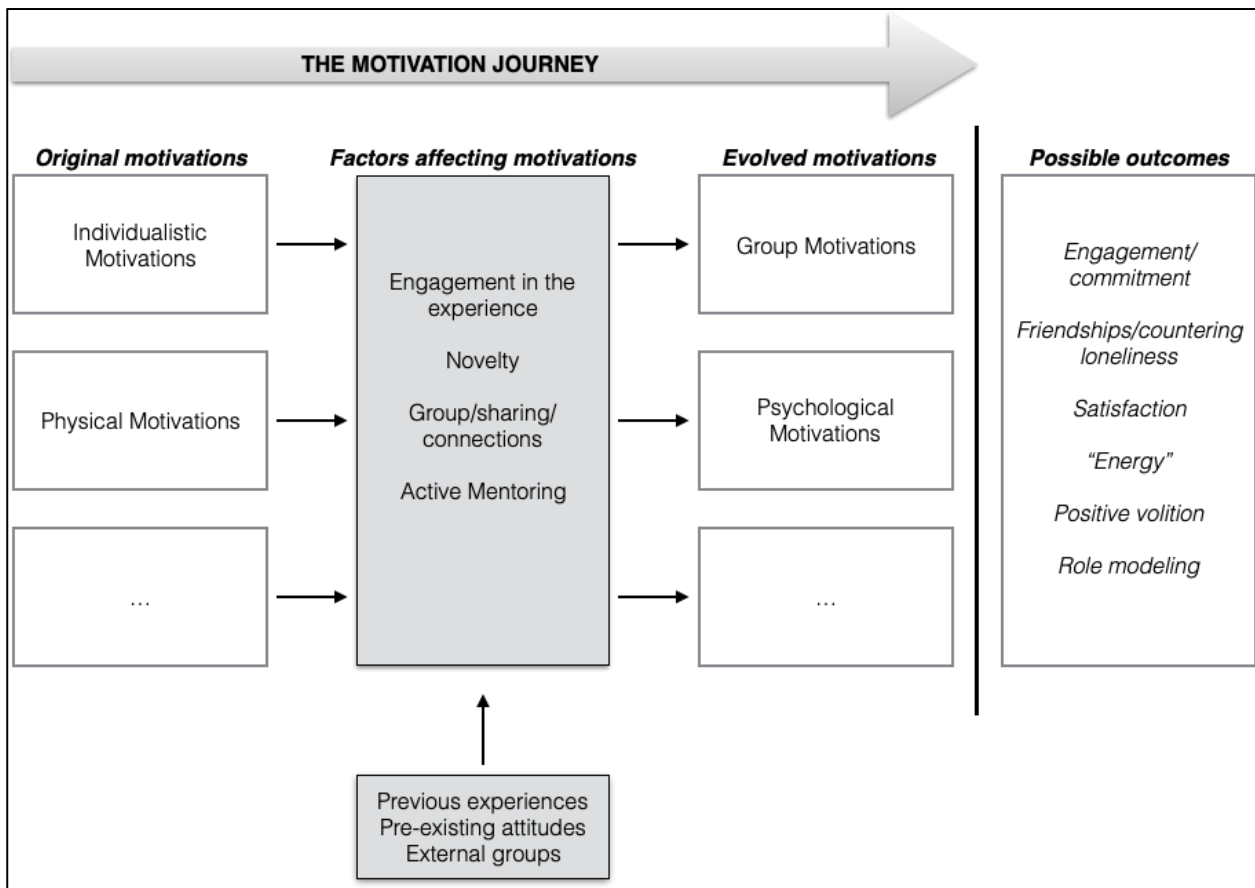 THE MOTIVATION JOURNEY
Original motivations
Individualistic
Motivations
Physical Motivations
…
Factors affecting motivations
Engagement in the
experience
Novelty
Group/sharing/
connections
Active Mentoring
Previous experiences
Pre-existing attitudes
External groups
Evolved motivations
Group Motivations
Psychological
Motivations
…
Possible outcomes
Engagement/
commitment
Friendships/countering
loneliness
Satisfaction
“Energy”
Positive volition
Role modeling